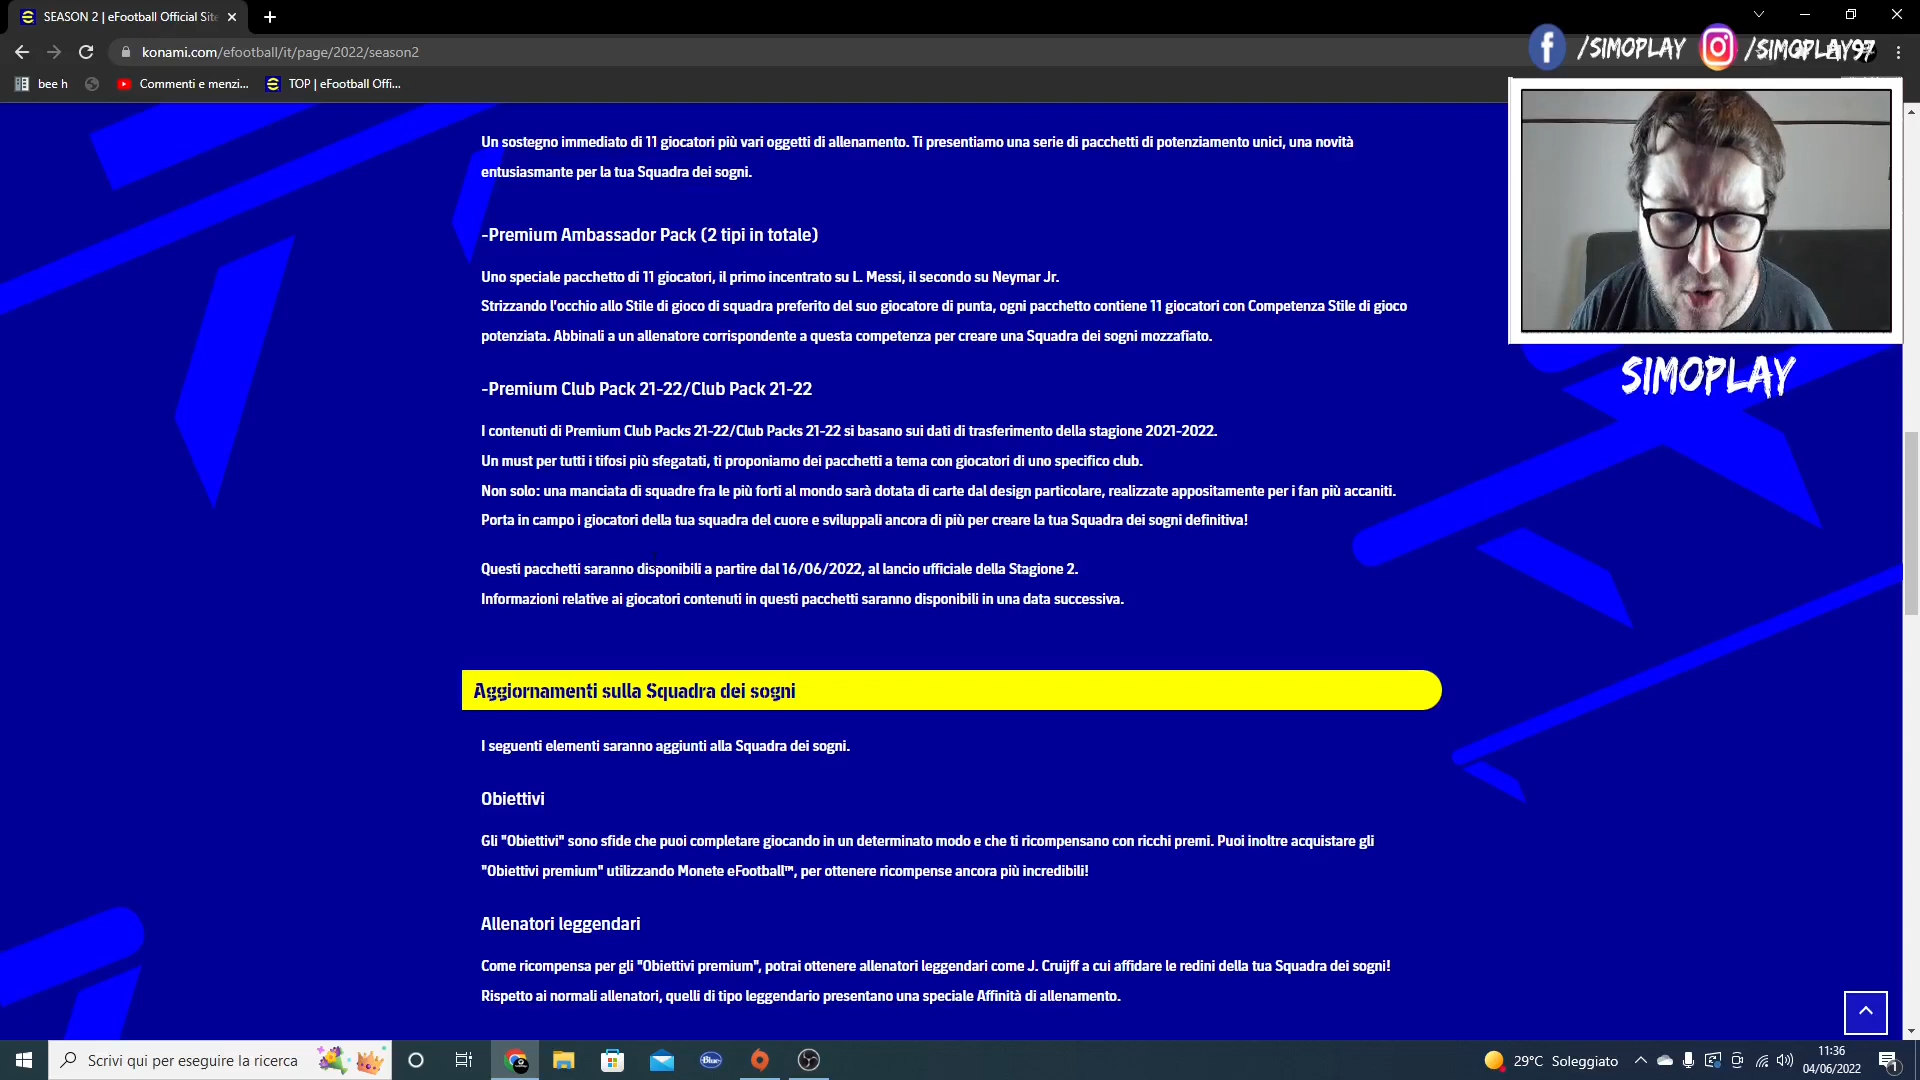 SEASON 2 | eFootball Official Site
konami.com/efootball/it/page/2022/season2
/SIMOPLAY
/SIMOPLAY97
bee h
Commenti e menzi...
TOP | eFootball Offi...
Un sostegno immediato di 11 giocatori più vari oggetti di allenamento. Ti presentiamo una serie di pacchetti di potenziamento unici, una novità
entusiasmante per la tua Squadra dei sogni.
-Premium Ambassador Pack (2 tipi in totale)
Uno speciale pacchetto di 11 giocatori, il primo incentrato su L. Messi, il secondo su Neymar Jr.
Strizzando l'occhio allo Stile di gioco di squadra preferito del suo giocatore di punta, ogni pacchetto contiene 11 giocatori con Competenza Stile di gioco
potenziata. Abbinali a un allenatore corrispondente a questa competenza per creare una Squadra dei sogni mozzafiato.
SIMOPLAY
-Premium Club Pack 21-22/Club Pack 21-22
I contenuti di Premium Club Packs 21-22/Club Packs 21-22 si basano sui dati di trasferimento della stagione 2021-2022.
Un must per tutti i tifosi più sfegatati, ti proponiamo dei pacchetti a tema con giocatori di uno specifico club.
Non solo: una manciata di squadre fra le più forti al mondo sarà dotata di carte dal design particolare, realizzate appositamente per i fan più accaniti.
Porta in campo i giocatori della tua squadra del cuore e sviluppali ancora di più per creare la tua Squadra dei sogni definitiva!
Questi pacchetti saranno disponibili a partire dal 16/06/2022, al lancio ufficiale della Stagione 2.
Informazioni relative ai giocatori contenuti in questi pacchetti saranno disponibili in una data successiva.
Aggiornamenti sulla Squadra dei sogni
I seguenti elementi saranno aggiunti alla Squadra dei sogni.
Obiettivi
Gli "Obiettivi" sono sfide che puoi completare giocando in un determinato modo e che ti ricompensano con ricchi premi. Puoi inoltre acquistare gli
"Obiettivi premium" utilizzando Monete eFootball™, per ottenere ricompense ancora più incredibili!
Allenatori leggendari
Come ricompensa per gli "Obiettivi premium", potrai ottenere allenatori leggendari come J. Cruijff a cui affidare le redini della tua Squadra dei sogni!
Rispetto ai normali allenatori, quelli di tipo leggendario presentano una speciale Affinità di allenamento.
Scrivi qui per eseguire la ricerca
Blue
29°C Soleggiato
11:36
04/06/2022
1